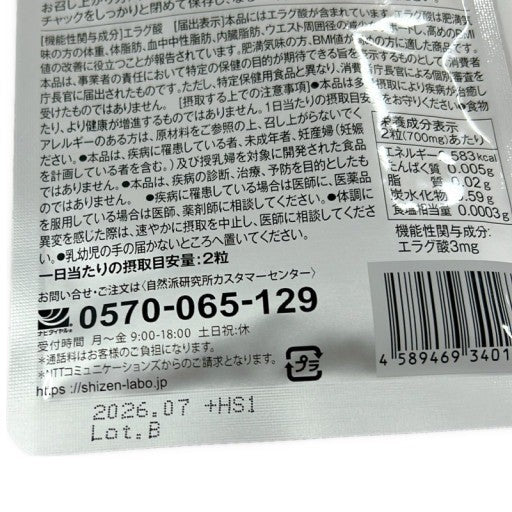 お召し上がり
チャックをしっかりと閉めて保存し
[機能性関与成分]エラグ酸 [届出表示]本品にはエラグ酸が含まれています。エラグ酸は肥満気
味の方の体重、体脂肪、血中中性脂肪、内臓脂肪、ウエスト周囲径の減少をサポートし、高めのBMI
値の改善に役立つことが報告されています。肥満気味の方、BMI値が高めの方に適した商品です。
本品は、事業者の責任において特定の保健の目的が期待できる旨を表示するものとして、消費者
庁長官に届出されたものです。ただし、特定保健用食品と異なり、消費者庁長官による個別審査を
受けたものではありません。 [摂取する上での注意事項]●本品は多量摂取により疾病が治癒し
たり、より健康が増進するものではありません。1日当たりの摂取目安量をお守りください。●食物
アレルギーのある方は、原材料をご参照の上、召し上がらないでく
ださい。●本品は、疾病に罹患している者、未成年者、妊産婦(妊娠
を計画している者を含む。)及び授乳婦を対象に開発された食品
ではありません。●本品は、疾病の診断、治療、予防を目的としたも
のではありません。●疾病に罹患している場合は医師に、医薬品
を服用している場合は医師、薬剤師に相談してください。●体調に
異変を感じた際は、速やかに摂取を中止し、医師に相談してくださ
い。●乳幼児の手の届かないところへ置いてください。
一日当たりの摂取目安量:2粒
栄養成分表示
2粒(700mg)あたり
エネルギー 2.583kcal
たんぱく質 0.005g
脂 質 0.02g
炭水化物 0.59g
食塩相当量 0.0003g
機能性関与成分:
エラグ酸3mg
お問い合わせ・ご注文は〈自然派研究所カスタマーセンター〉
ナビダイヤル® 0570-065-129
受付時間 月〜金 9:00-18:00 土日祝:休
*通話料はお客様のご負担になります。
*NTTコミュニケーションズからのご請求となります。
https://shizen-labo.jp
プラ
4 589469 3401
2026.07 +HS1
Lot.B